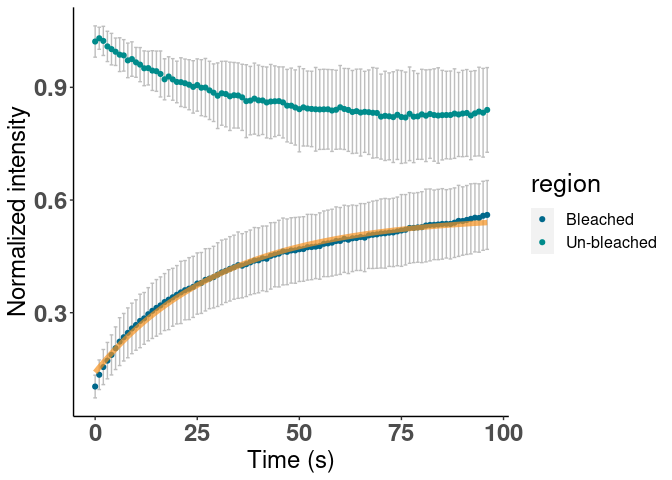 Normalized intensity
0.9
0.6
0.3
0 25 50 75 100
Time (s)
region
Bleached
Un-bleached